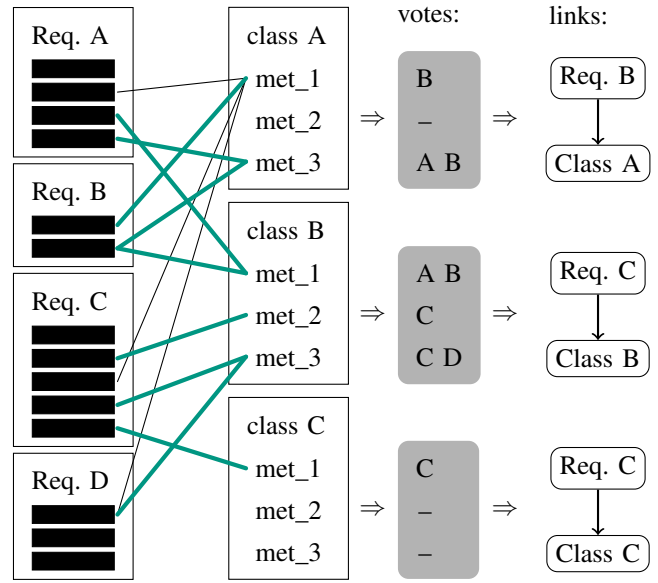 Req. A
Req. B
Req. C
Req. D
class A
met_1
met_2
met_3
class B
met_1
met_2
met_3
class C
met_1
met_2
met_3
⇒
⇒
⇒
votes:
B
–
A B
A B
C
C D
C
–
–
⇒
⇒
⇒
links:
Req. B
Class A
Req. C
Class B
Req. C
Class C